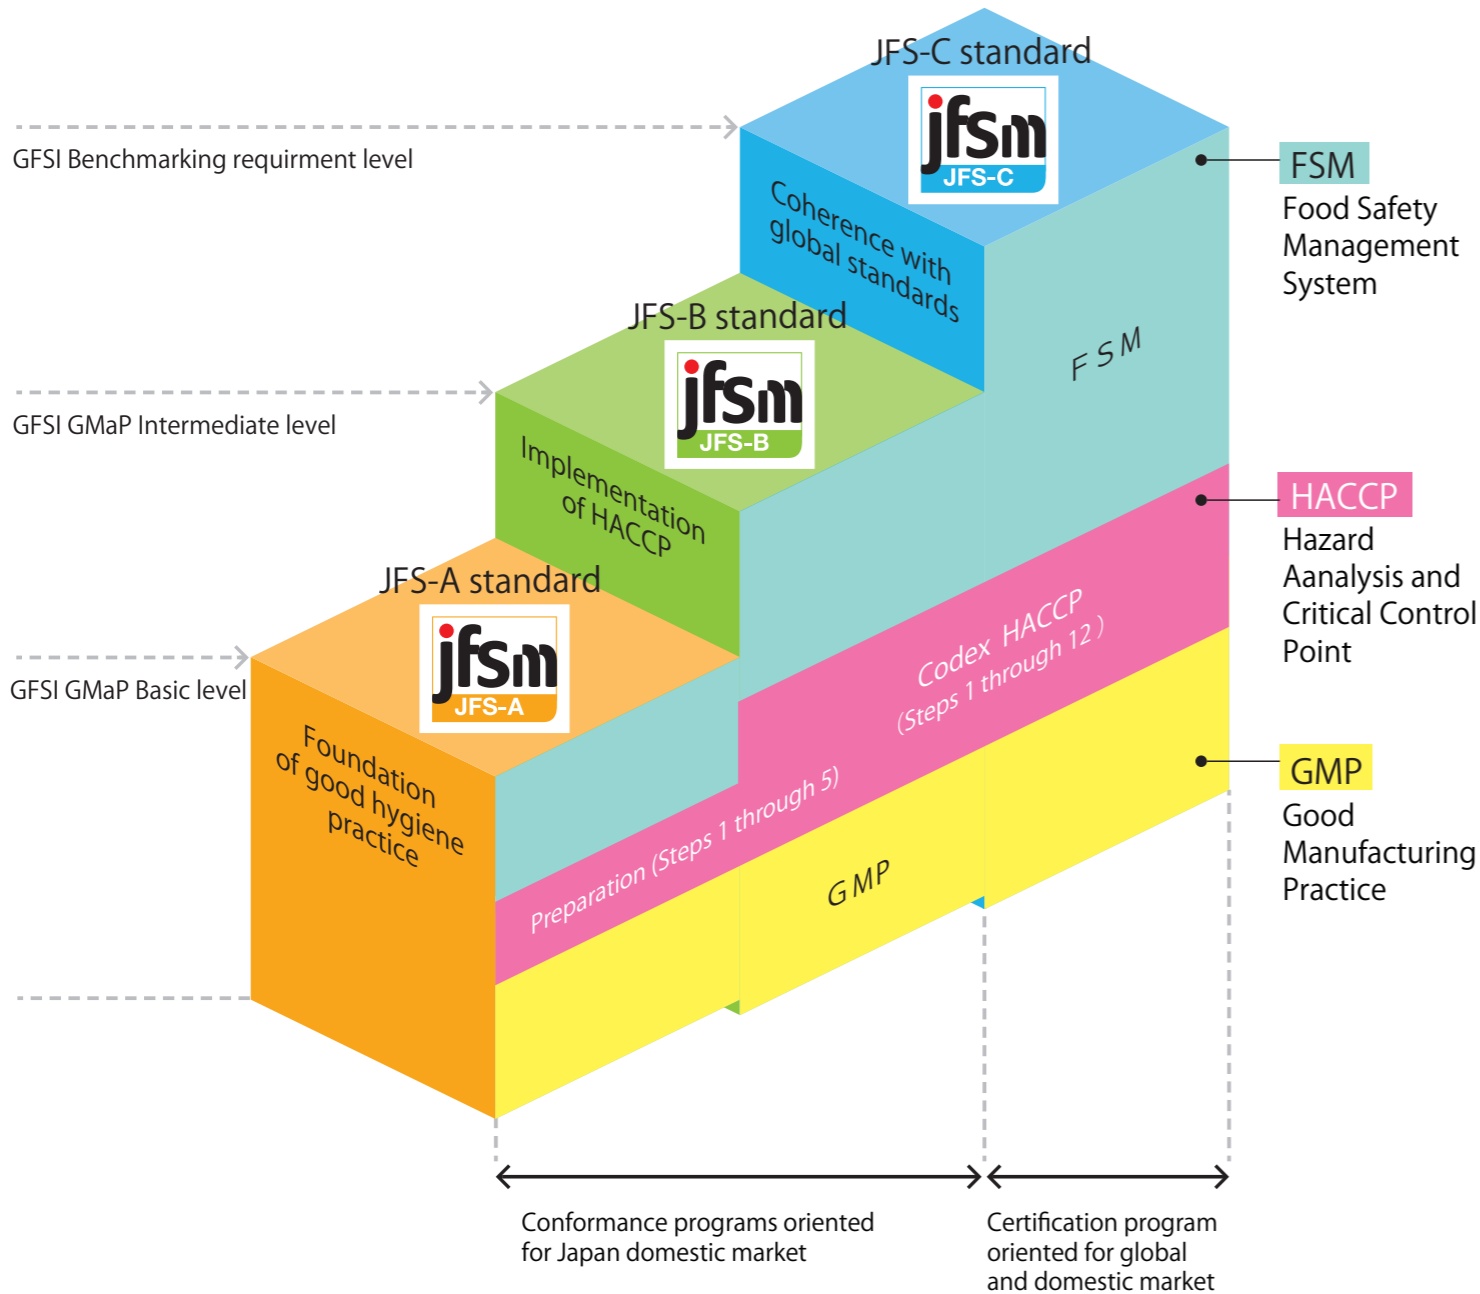 JFS-C standard
jfsm
JFS-C
GFSI Benchmarking requirment level
Coherence with
global standards
FSM
Food Safety
Management
System
JFS-B standard
jfsm
JFS-B
GFSI GMaP Intermediate level
Implementation
of HACCP
FSM
HACCP
Hazard
Aanalysis and
Critical Control
Point
JFS-A standard
jfsm
JFS-A
GFSI GMaP Basic level
Foundation
of good hygiene
practice
Codex HACCP
(Steps 1 through 12 )
Preparation (Steps 1 through 5)
GMP
GMP
Good
Manufacturing
Practice
Conformance programs oriented
for Japan domestic market
Certification program
oriented for global
and domestic market